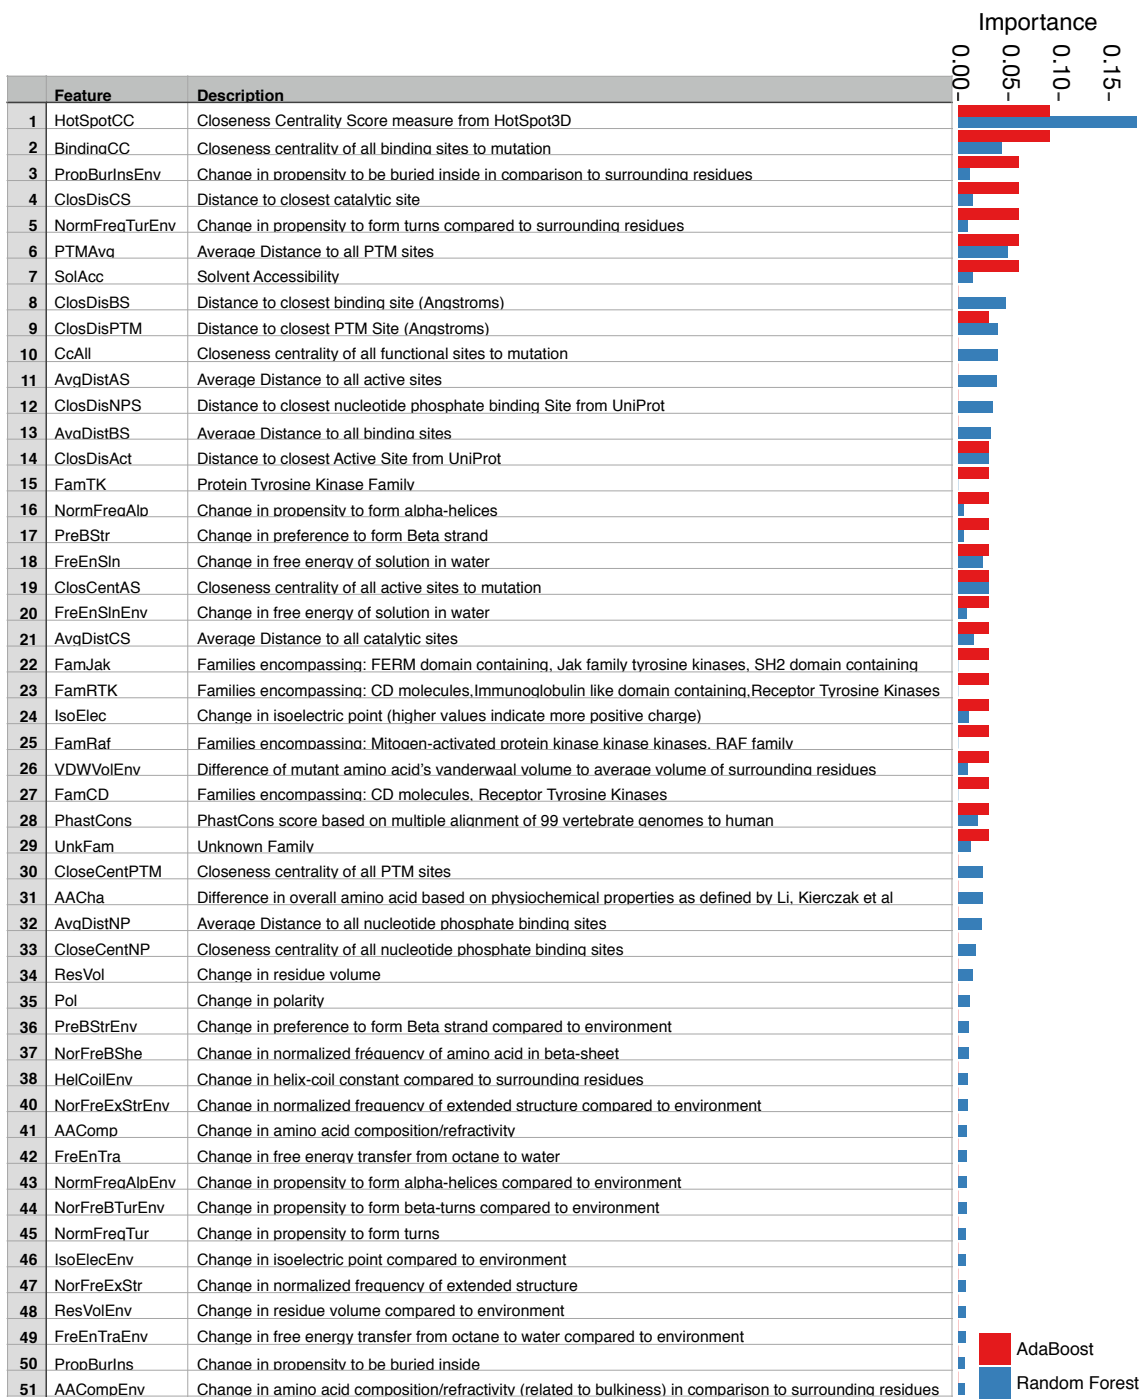 Importance
0.00 0.05 0.10 0.15
Feature Description
1 HotSpotCC Closeness Centrality Score measure from HotSpot3D
2 BindingCC Closeness centrality of all binding sites to mutation
3 PropBurInsEnv Change in propensity to be buried inside in comparison to surrounding residues
4 ClosDisCS Distance to closest catalytic site
5 NormFreqTurEnv Change in propensity to form turns compared to surrounding residues
6 PTMAvg Average Distance to all PTM sites
7 SolAcc Solvent Accessibility
8 ClosDisBS Distance to closest binding site (Angstroms)
9 ClosDisPTM Distance to closest PTM Site (Angstroms)
10 CcAll Closeness centrality of all functional sites to mutation
11 AvgDistAS Average Distance to all active sites
12 ClosDisNPS Distance to closest nucleotide phosphate binding Site from UniProt
13 AvgDistBS Average Distance to all binding sites
14 ClosDisAct Distance to closest Active Site from UniProt
15 FamTK Protein Tyrosine Kinase Family
16 NormFreqAlp Change in propensity to form alpha-helices
17 PreBStr Change in preference to form Beta strand
18 FreEnSln Change in free energy of solution in water
19 ClosCentAS Closeness centrality of all active sites to mutation
20 FreEnSlnEnv Change in free energy of solution in water
21 AvgDistCS Average Distance to all catalytic sites
22 FamJak Families encompassing: FERM domain containing, Jak family tyrosine kinases, SH2 domain containing
23 FamRTK Families encompassing: CD molecules,Immunoglobulin like domain containing,Receptor Tyrosine Kinases
24 IsoElec Change in isoelectric point (higher values indicate more positive charge)
25 FamRaf Families encompassing: Mitogen-activated protein kinase kinase kinases, RAF family
26 VDWVolEnv Difference of mutant amino acid's vanderwaal volume to average volume of surrounding residues
27 FamCD Families encompassing: CD molecules, Receptor Tyrosine Kinases
28 PhastCons PhastCons score based on multiple alignment of 99 vertebrate genomes to human
29 UnkFam Unknown Family
30 CloseCentPTM Closeness centrality of all PTM sites
31 AACha Difference in overall amino acid based on physiochemical properties as defined by Li, Kierczak et al
32 AvgDistNP Average Distance to all nucleotide phosphate binding sites
33 CloseCentNP Closeness centrality of all nucleotide phosphate binding sites
34 ResVol Change in residue volume
35 Pol Change in polarity
36 PreBStrEnv Change in preference to form Beta strand compared to environment
37 NorFreBShe Change in normalized fréquency of amino acid in beta-sheet
38 HelCoilEnv Change in helix-coil constant compared to surrounding residues
40 NorFreExStrEnv Change in normalized frequency of extended structure compared to environment
41 AAComp Change in amino acid composition/refractivity
42 FreEnTra Change in free energy transfer from octane to water
43 NormFreqAlpEnv Change in propensity to form alpha-helices compared to environment
44 NorFreBTurEnv Change in propensity to form beta-turns compared to environment
45 NormFreqTur Change in propensity to form turns
46 IsoElecEnv Change in isoelectric point compared to environment
47 NorFreExStr Change in normalized frequency of extended structure
48 ResVolEnv Change in residue volume compared to environment
49 FreEnTraEnv Change in free energy transfer from octane to water compared to environment
50 PropBurIns Change in propensity to be buried inside
51 AACompEnv Change in amino acid composition/refractivity (related to bulkiness) in comparison to surrounding residues
AdaBoost
Random Forest